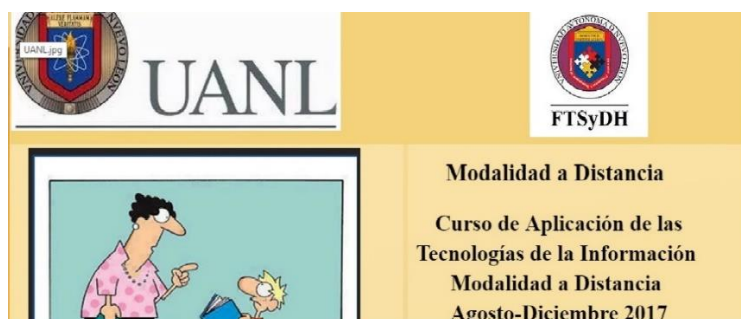 UANL.jpg
UANL
FTSyDH
Modalidad a Distancia
Curso de Aplicación de las
Tecnologías de la Información
Modalidad a Distancia
Agosto-Diciembre 2017